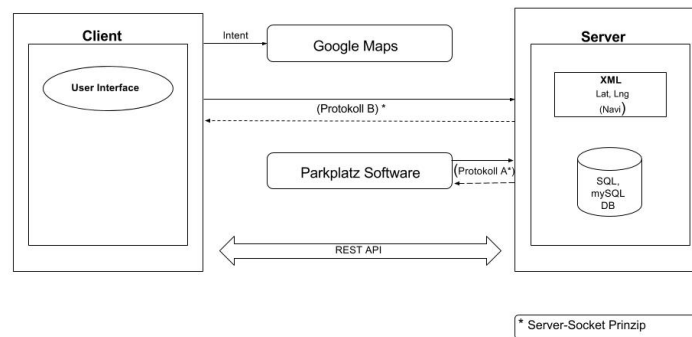 Client
User Interface
Intent
Google Maps
(Protokoll B) *
Parkplatz Software
(Protokoll A*)
REST API
Server
XML
Lat, Lng
(Navi)
SQL,
mySQL
DB
* Server-Socket Prinzip